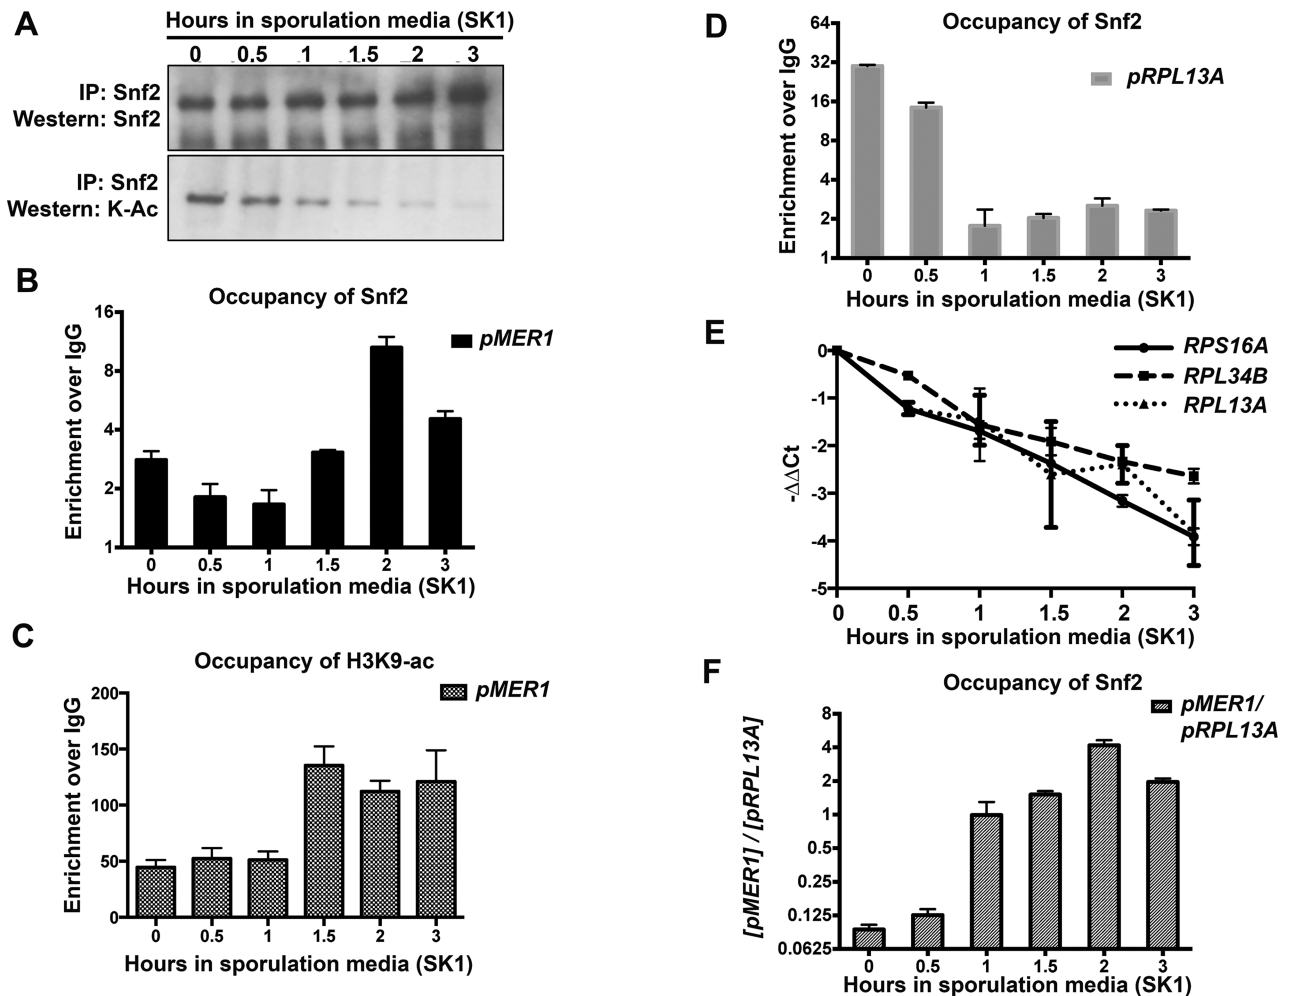 A
Hours in sporulation media (SK1)
0 0.5 1 1.5 2 3
IP: Snf2
Western: Snf2
IP: Snf2
Western: K-Ac
B
Occupancy of Snf2
pMER1
Enrichment over IgG
16
8
4
2
1
0 0.5 1 1.5 2 3
Hours in sporulation media (SK1)
C
Occupancy of H3K9-ac
pMER1
Enrichment over IgG
200
150
100
50
0
0 0.5 1 1.5 2 3
Hours in sporulation media (SK1)
D
Occupancy of Snf2
pRPL13A
Enrichment over IgG
64
32
16
8
4
2
1
0 0.5 1 1.5 2 3
Hours in sporulation media (SK1)
E
RPS16A
RPL34B
RPL13A
-ΔΔCt
0
-1
-2
-3
-4
-5
0 0.5 1 1.5 2 3
Hours in sporulation media (SK1)
F
Occupancy of Snf2
pMER1/
pRPL13A
[pMER1] / [pRPL13A]
8
4
2
1
0.5
0.25
0.125
0.0625
0 0.5 1 1.5 2 3
Hours in sporulation media (SK1)